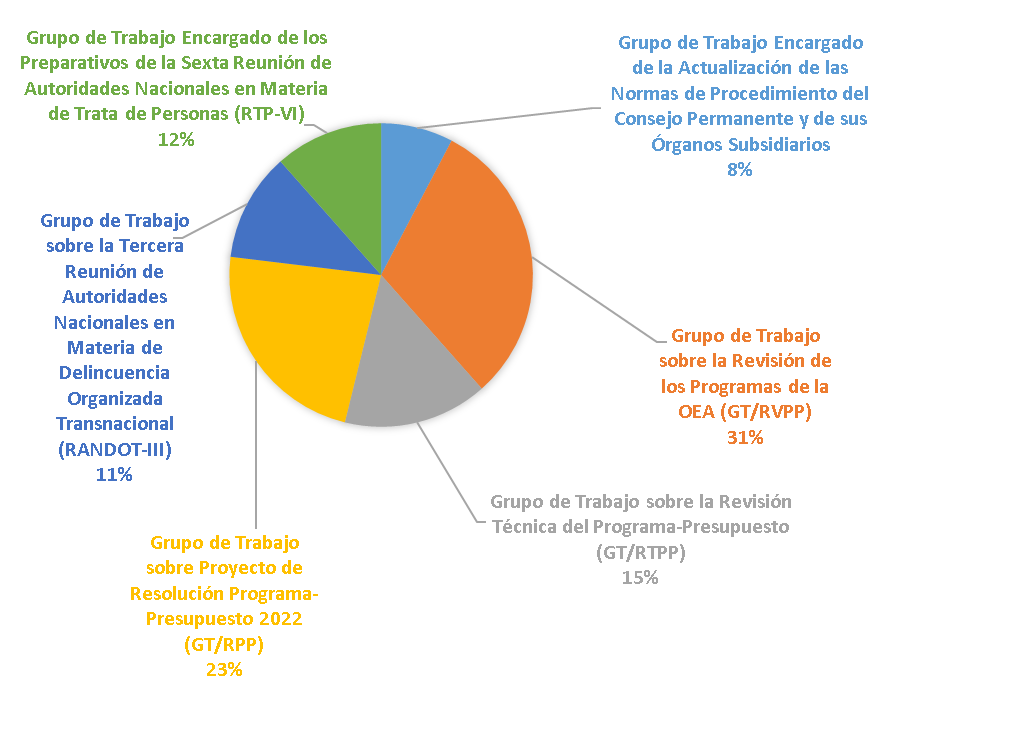 Grupo de Trabajo Encargado de los
Preparativos de la Sexta Reunión de
Autoridades Nacionales en Materia
de Trata de Personas (RTP-VI)
12%
Grupo de Trabajo Encargado
de la Actualización de las
Normas de Procedimiento del
Consejo Permanente y de sus
Órganos Subsidiarios
8%
Grupo de Trabajo
sobre la Tercera
Reunión de
Autoridades
Nacionales en
Materia de
Delincuencia
Organizada
Transnacional
(RANDOT-III)
11%
Grupo de Trabajo
sobre la Revisión de
los Programas de la
OEA (GT/RVPP)
31%
Grupo de Trabajo sobre la Revisión
Técnica del Programa-Presupuesto
(GT/RTPP)
15%
Grupo de Trabajo
sobre Proyecto de
Resolución Programa-
Presupuesto 2022
(GT/RPP)
23%